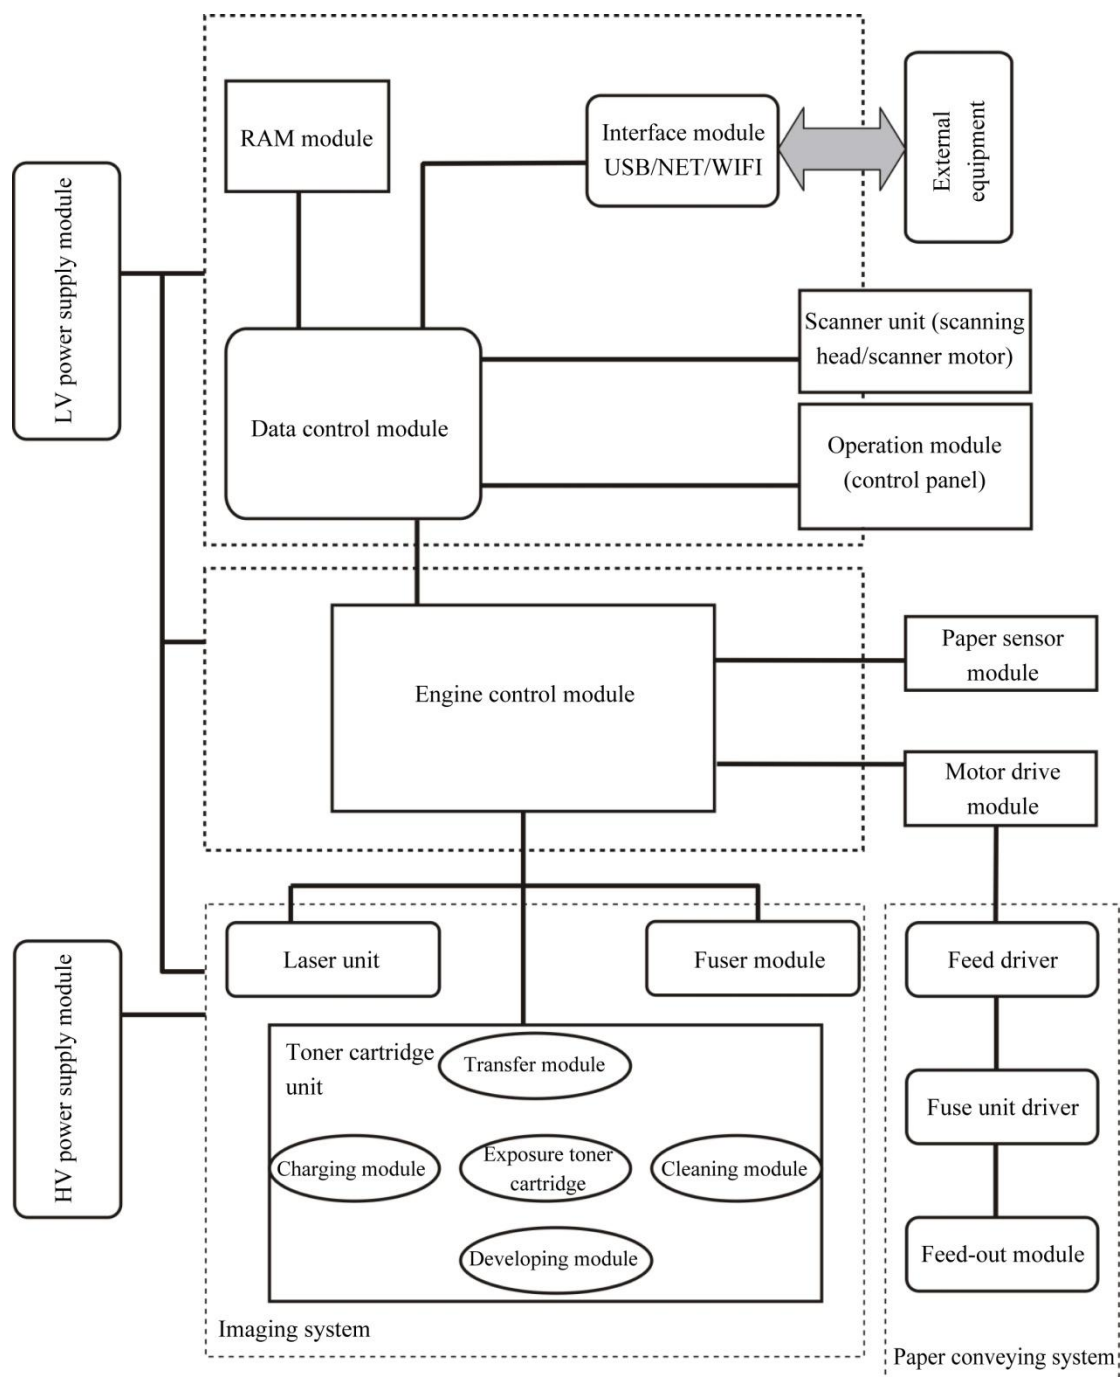 RAM module
Interface module
USB/NET/WIFI
External
equipment
LV power supply module
Scanner unit (scanning
head/scanner motor)
Data control module
Operation module
(control panel)
Engine control module
Paper sensor
module
Motor drive
module
HV power supply module
Laser unit
Fuser module
Feed driver
Toner cartridge
unit
Transfer module
Fuse unit driver
Charging module
Exposure toner
cartridge
Cleaning module
Developing module
Feed-out module
Imaging system
Paper conveying system